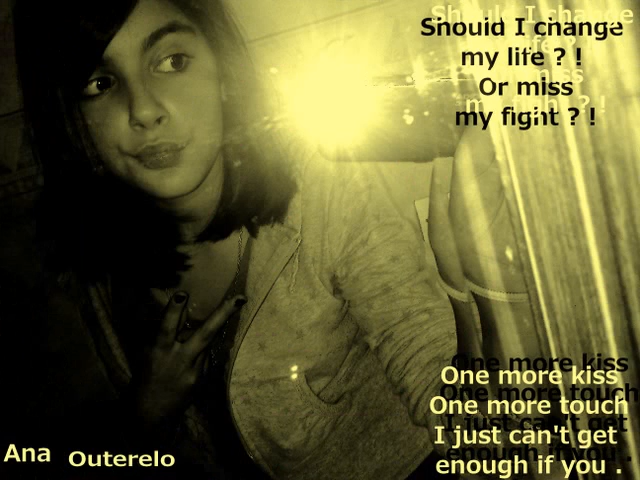 Should I change
my life ? !
Or miss
my fight ? !
One more kiss
One more touch
I just can't get
enough if you .
Ana Outerelo